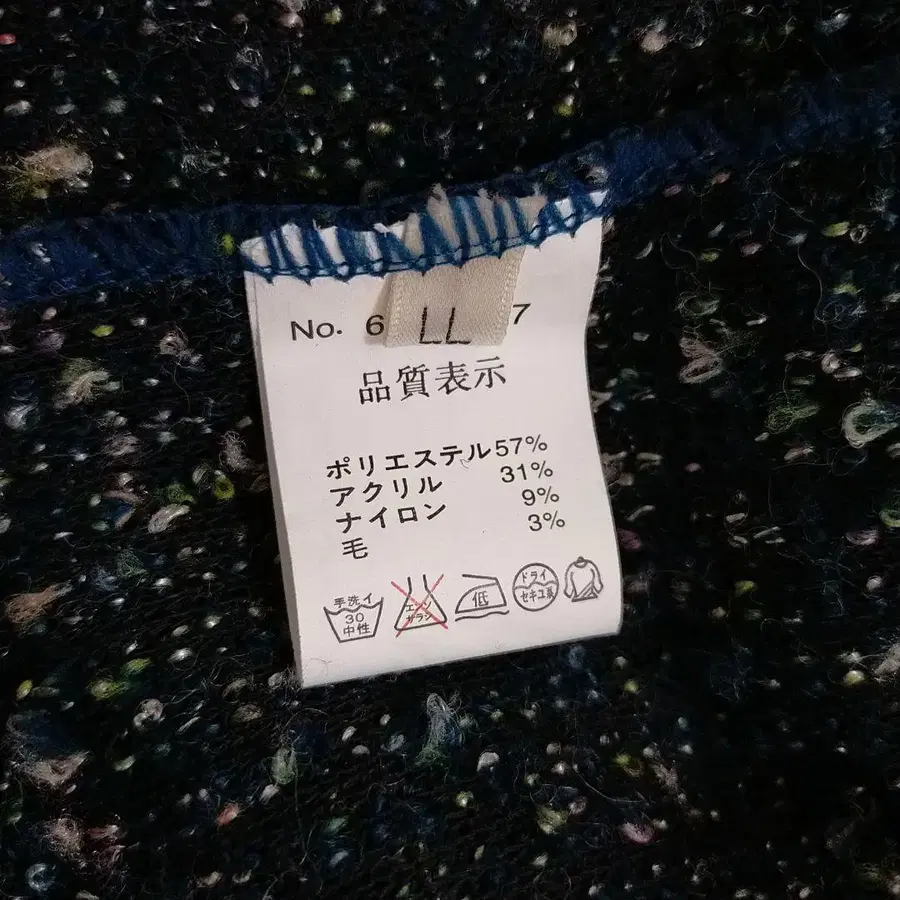 No. 6 LL 7
品質表示
ポリエステル57%
アクリル 31%
ナイロン 9%
毛 3%
手洗イ 30 中性
エンソ サラシ
低
ドライ セキユ系